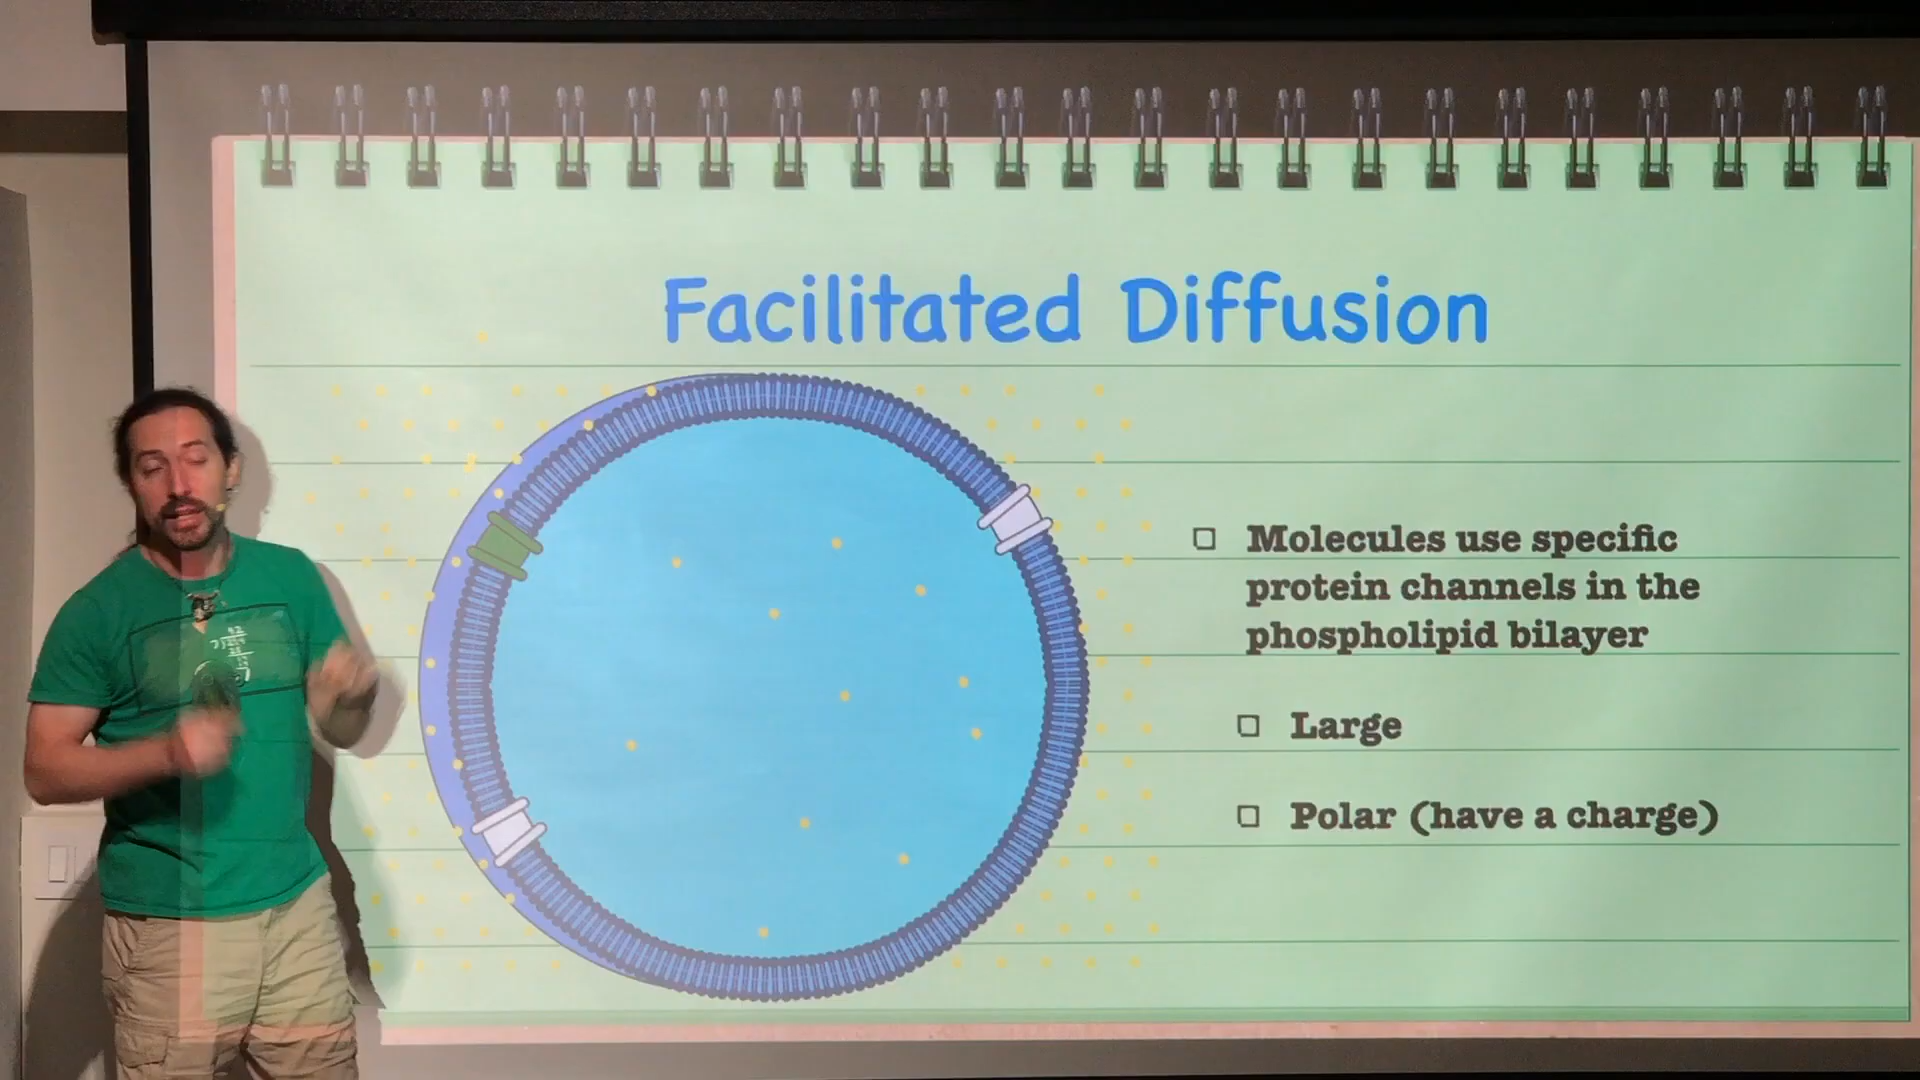 Facilitated Diffusion
Molecules use specific
protein channels in the
phospholipid bilayer
Large
Polar (have a charge)